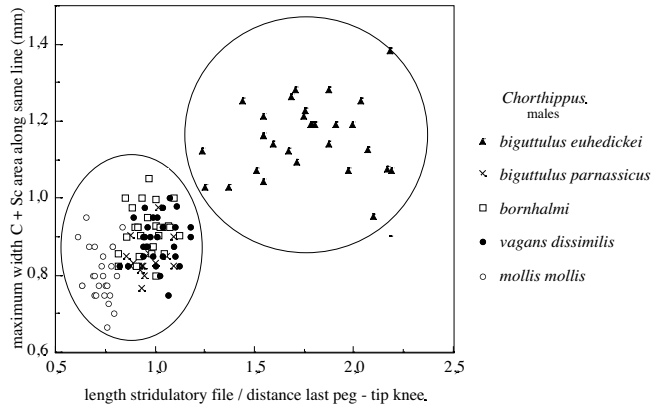 maximum width C + Sc area along same line (mm)
1.4
1.2
1.0
0.8
0.6
0.5
1.0
1.5
2.0
2.5
length stridulatory file / distance last peg - tip knee.
Chorthippus.
males
biguttulus euhedickei
biguttulus parnassicus
bornhalmi
vagans dissimilis
mollis mollis